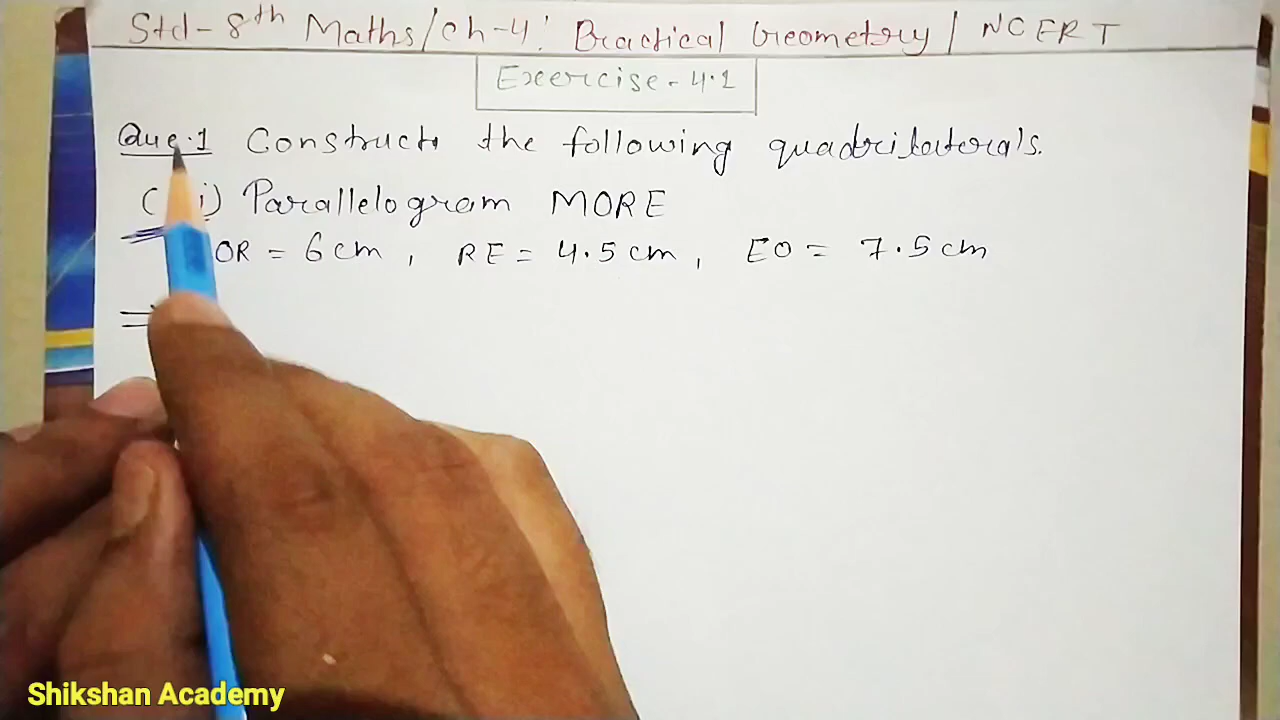 Std-8th Maths/Ch-4: Practical Geometry/NCERT
Exercise-4.1
Que.1 Construct the following quadrilaterals.
( i) Parallelogram MORE
OR = 6 cm, RE = 4.5 cm, EO = 7.5 cm
Shikshan Academy